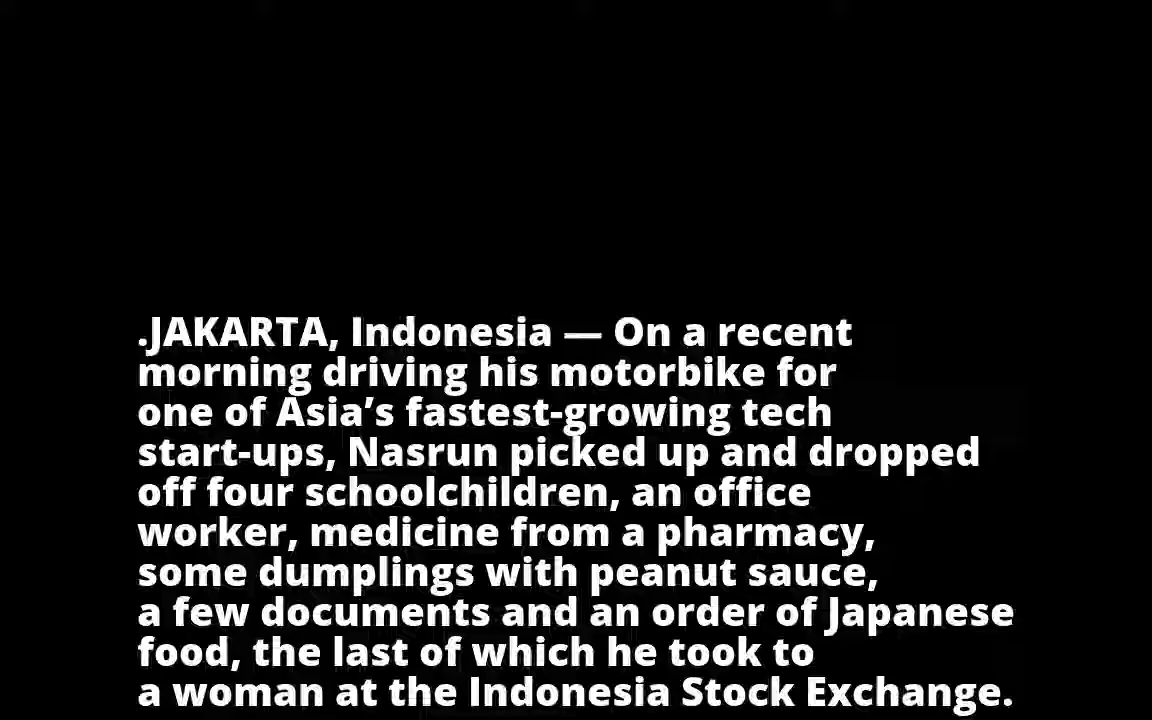 .JAKARTA, Indonesia — On a recent
morning driving his motorbike for
one of Asia’s fastest-growing tech
start-ups, Nasrun picked up and dropped
off four schoolchildren, an office
worker, medicine from a pharmacy,
some dumplings with peanut sauce,
a few documents and an order of Japanese
food, the last of which he took to
a woman at the Indonesia Stock Exchange.